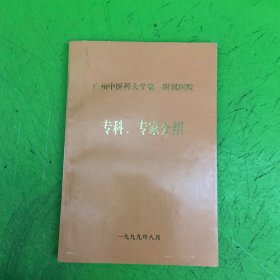 广州中医药大学第一附属医院
专科、专家介绍
一九九九年八月